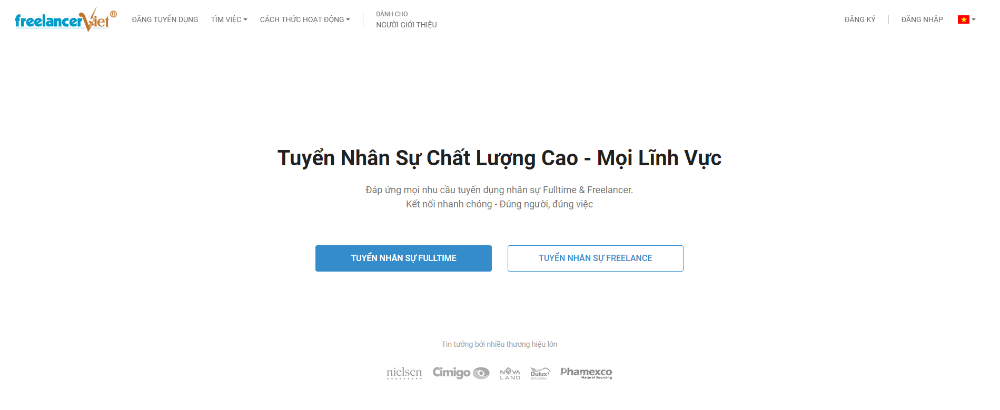 freelancerViet®
ĐĂNG TUYỂN DỤNG
TÌM VIỆC
CÁCH THỨC HOẠT ĐỘNG
DÀNH CHO
NGƯỜI GIỚI THIỆU
ĐĂNG KÝ
ĐĂNG NHẬP
Tuyển Nhân Sự Chất Lượng Cao - Mọi Lĩnh Vực
Đáp ứng mọi nhu cầu tuyển dụng nhân sự Fulltime & Freelancer.
Kết nối nhanh chóng - Đúng người, đúng việc
TUYỂN NHÂN SỰ FULLTIME
TUYỂN NHÂN SỰ FREELANCE
Tin tưởng bởi nhiều thương hiệu lớn
nielsen
Cimigo
NOVA
LAND
Dulux
let's colour
Phamexco
Natural Sourcing